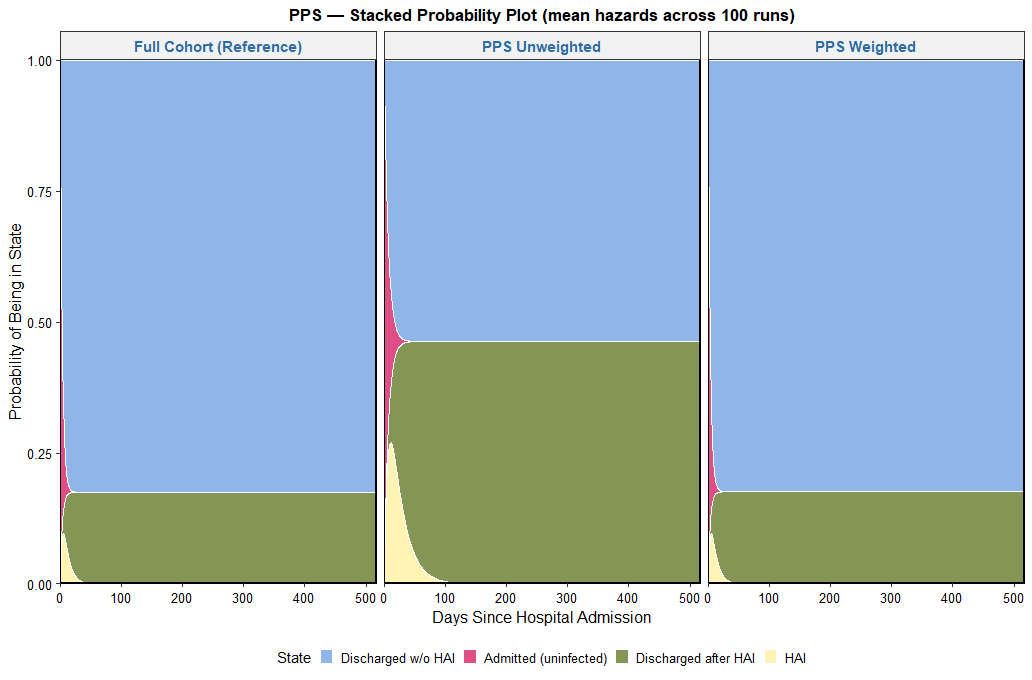 PPS — Stacked Probability Plot (mean hazards across 100 runs)
Full Cohort (Reference) PPS Unweighted PPS Weighted
Probability of Being in State
1.00
0.75
0.50
0.25
0.00
0 100 200 300 400 500 0 100 200 300 400 500 0 100 200 300 400 500
Days Since Hospital Admission
State Discharged w/o HAI Admitted (uninfected) Discharged after HAI HAI